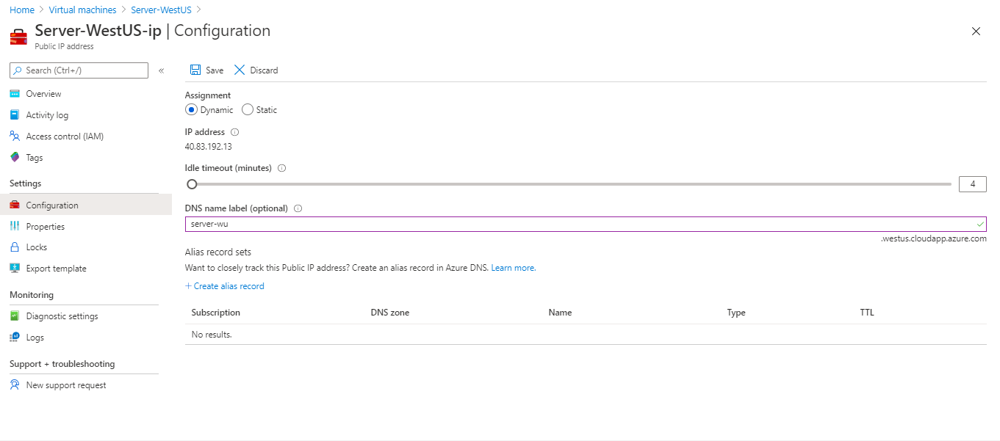 Home > Virtual machines > Server-WestUS >
Server-WestUS-ip | Configuration
Public IP address
Search (Ctrl+/)
«
Overview
Activity log
Access control (IAM)
Tags
Settings
Configuration
Properties
Locks
Export template
Monitoring
Diagnostic settings
Logs
Support + troubleshooting
New support request
Save Discard
Assignment
Dynamic Static
IP address
40.83.192.13
Idle timeout (minutes)
4
DNS name label (optional)
server-wu
.westus.cloudapp.azure.com
Alias record sets
Want to closely track this Public IP address? Create an alias record in Azure DNS. Learn more.
+ Create alias record
Subscription DNS zone Name Type TTL
No results.